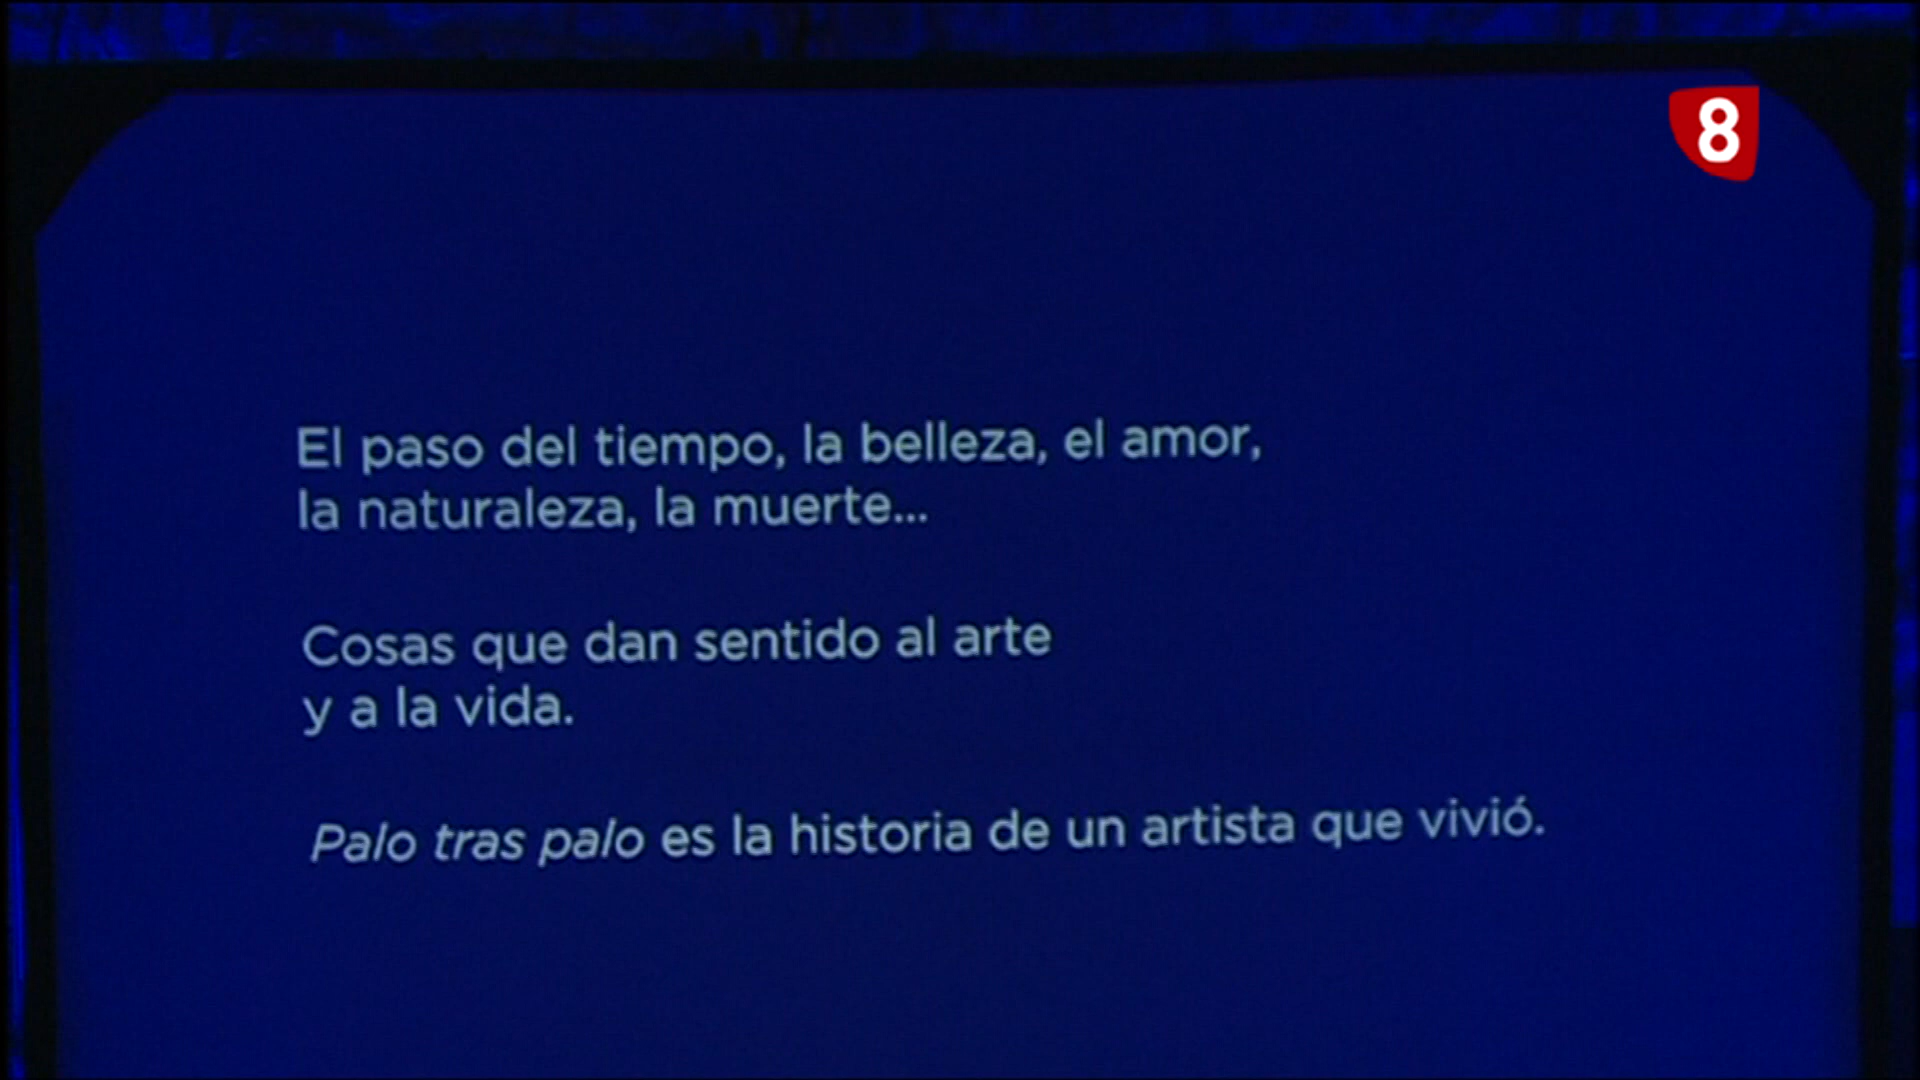 8
El paso del tiempo, la belleza, el amor,
la naturaleza, la muerte...
Cosas que dan sentido al arte
y a la vida.
Palo tras palo es la historia de un artista que vivió.